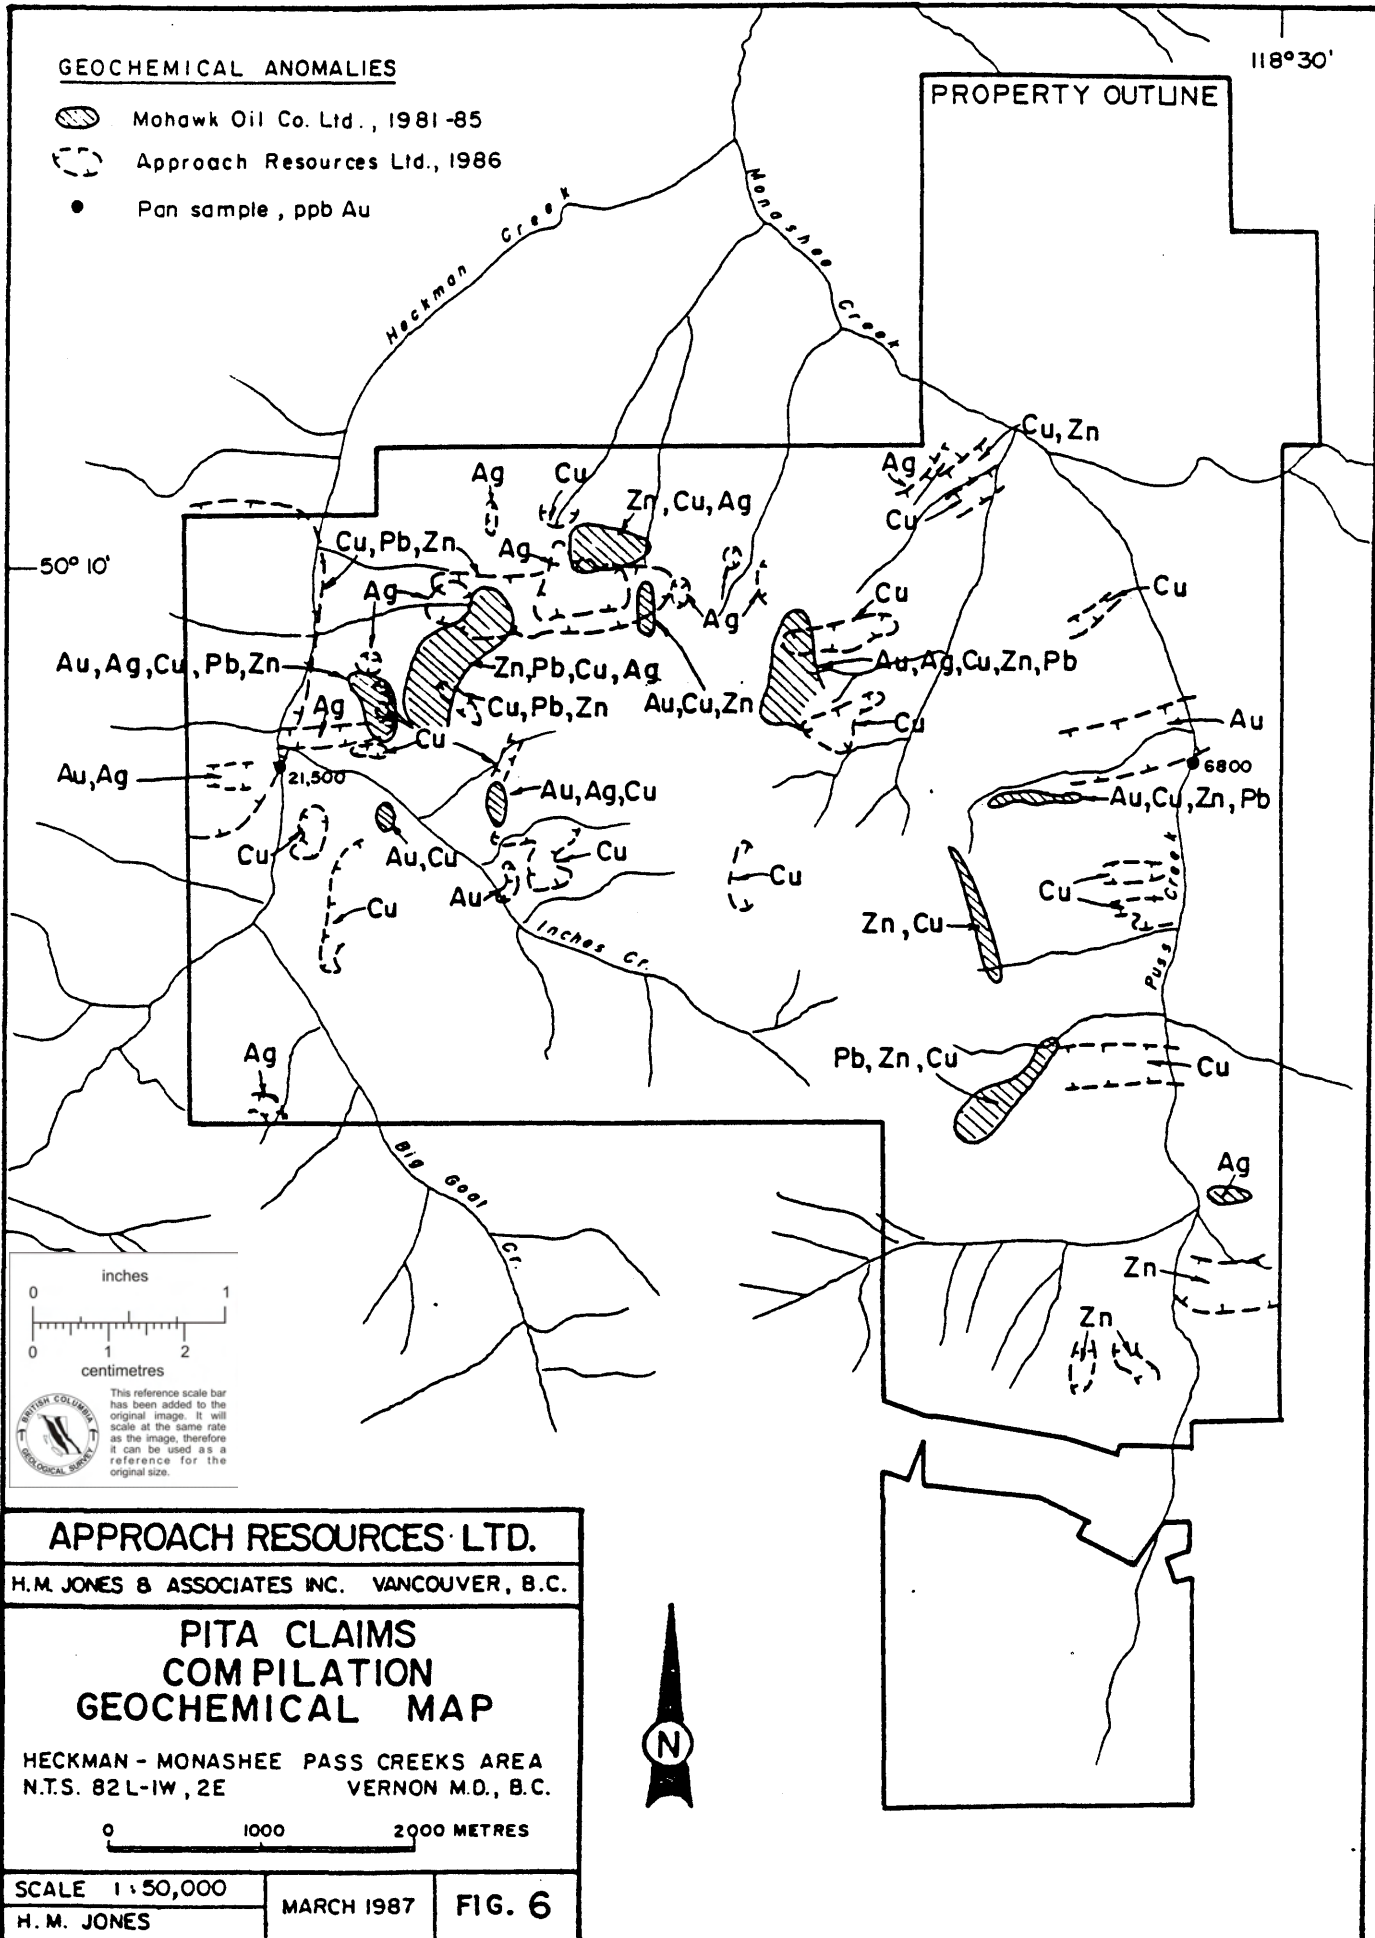 118°30'
GEOCHEMICAL ANOMALIES
PROPERTY OUTLINE
Mohawk Oil Co. Ltd., 1981-85
Approach Resources Ltd., 1986
Pan sample, ppb Au
Heckman Creek
Monashee Creek
Cu, Zn
Ag
Cu
Ag
Zn, Cu, Ag
Cu
Cu, Pb, Zn
Ag
50° 10'
Ag
Cu
Cu
Ag
Au, Ag, Cu, Pb, Zn
Zn, Pb, Cu, Ag
Au, Ag, Cu, Zn, Pb
Ag
Cu, Pb, Zn
Au, Cu, Zn
Cu
Au
Cu
Au, Ag
21,500
6800
Au, Ag, Cu
Au, Cu, Zn, Pb
Cu
Au, Cu
Cu
Cu
Cu
Au
Cu
Zn, Cu
Puss Creek
Inches Cr.
Ag
Pb, Zn, Cu
Cu
Big Goat Cr.
Ag
Zn
Zn
inches
0 1
0 1 2
centimetres
BRITISH COLUMBIA
GEOLOGICAL SURVEY
This reference scale bar
has been added to the
original image. It will
scale at the same rate
as the image, therefore
it can be used as a
reference for the
original size.
APPROACH RESOURCES LTD.
H.M. JONES & ASSOCIATES INC. VANCOUVER, B.C.
PITA CLAIMS
COMPILATION
GEOCHEMICAL MAP
HECKMAN - MONASHEE PASS CREEKS AREA
N.T.S. 82L-1W, 2E VERNON M.D., B.C.
0 1000 2000 METRES
SCALE 1:50,000
H. M. JONES
MARCH 1987
FIG. 6
N